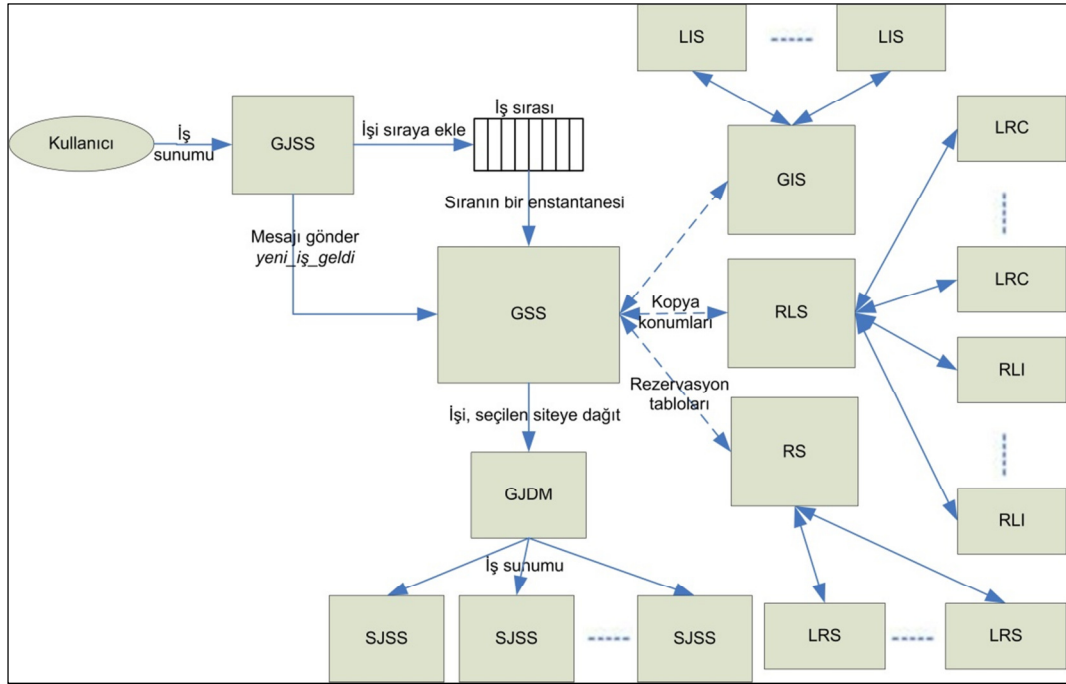 LIS
LIS
Kullanıcı
İş
sunumu
GJSS
İşi sıraya ekle
İş sırası
GIS
LRC
Sıranın bir enstantanesi
Mesajı gönder
yeni_iş_geldi
GSS
Kopya
konumları
RLS
LRC
RLI
Rezervasyon
tabloları
RS
İşi, seçilen siteye dağıt
GJDM
RLI
İş sunumu
SJSS
SJSS
SJSS
LRS
LRS